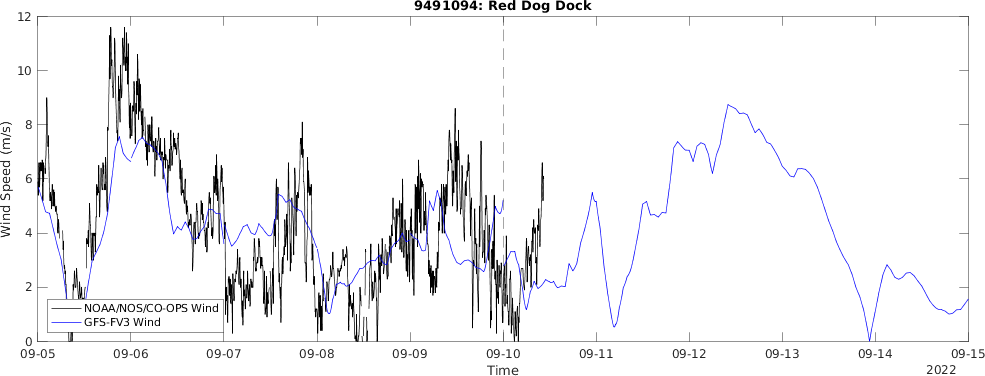 9491094: Red Dog Dock
12
10
8
6
4
2
0
Wind Speed (m/s)
NOAA/NOS/CO-OPS Wind
GFS-FV3 Wind
09-05 09-06 09-07 09-08 09-09 09-10 09-11 09-12 09-13 09-14 09-15
Time
2022